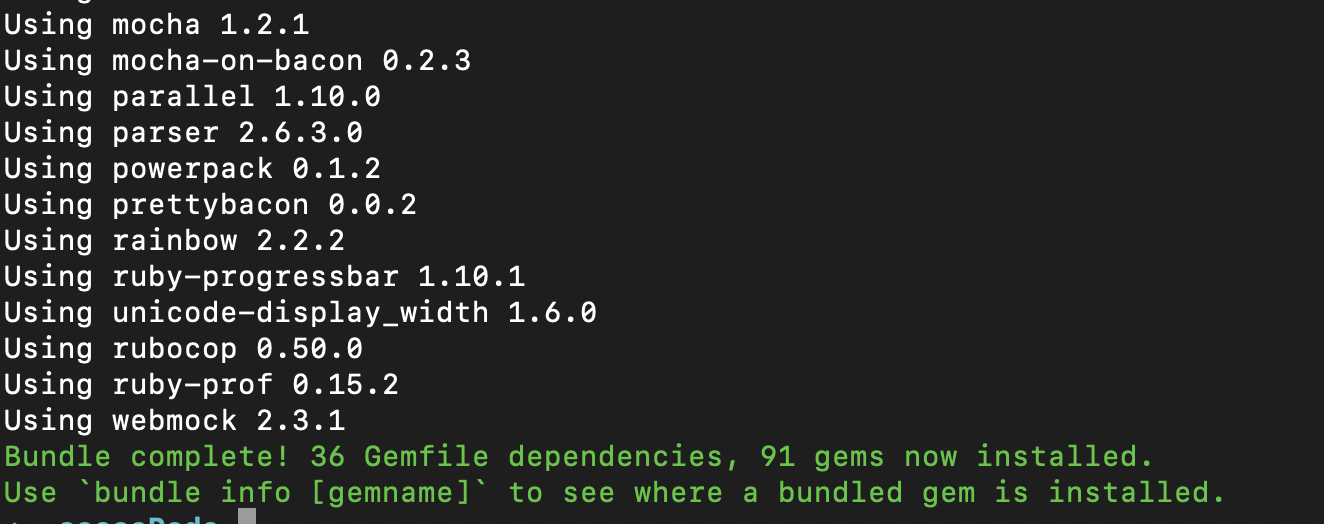 Using mocha 1.2.1
Using mocha-on-bacon 0.2.3
Using parallel 1.10.0
Using parser 2.6.3.0
Using powerpack 0.1.2
Using prettybacon 0.0.2
Using rainbow 2.2.2
Using ruby-progressbar 1.10.1
Using unicode-display_width 1.6.0
Using rubocop 0.50.0
Using ruby-prof 0.15.2
Using webmock 2.3.1
Bundle complete! 36 Gemfile dependencies, 91 gems now installed.
Use `bundle info [gemname]` to see where a bundled gem is installed.